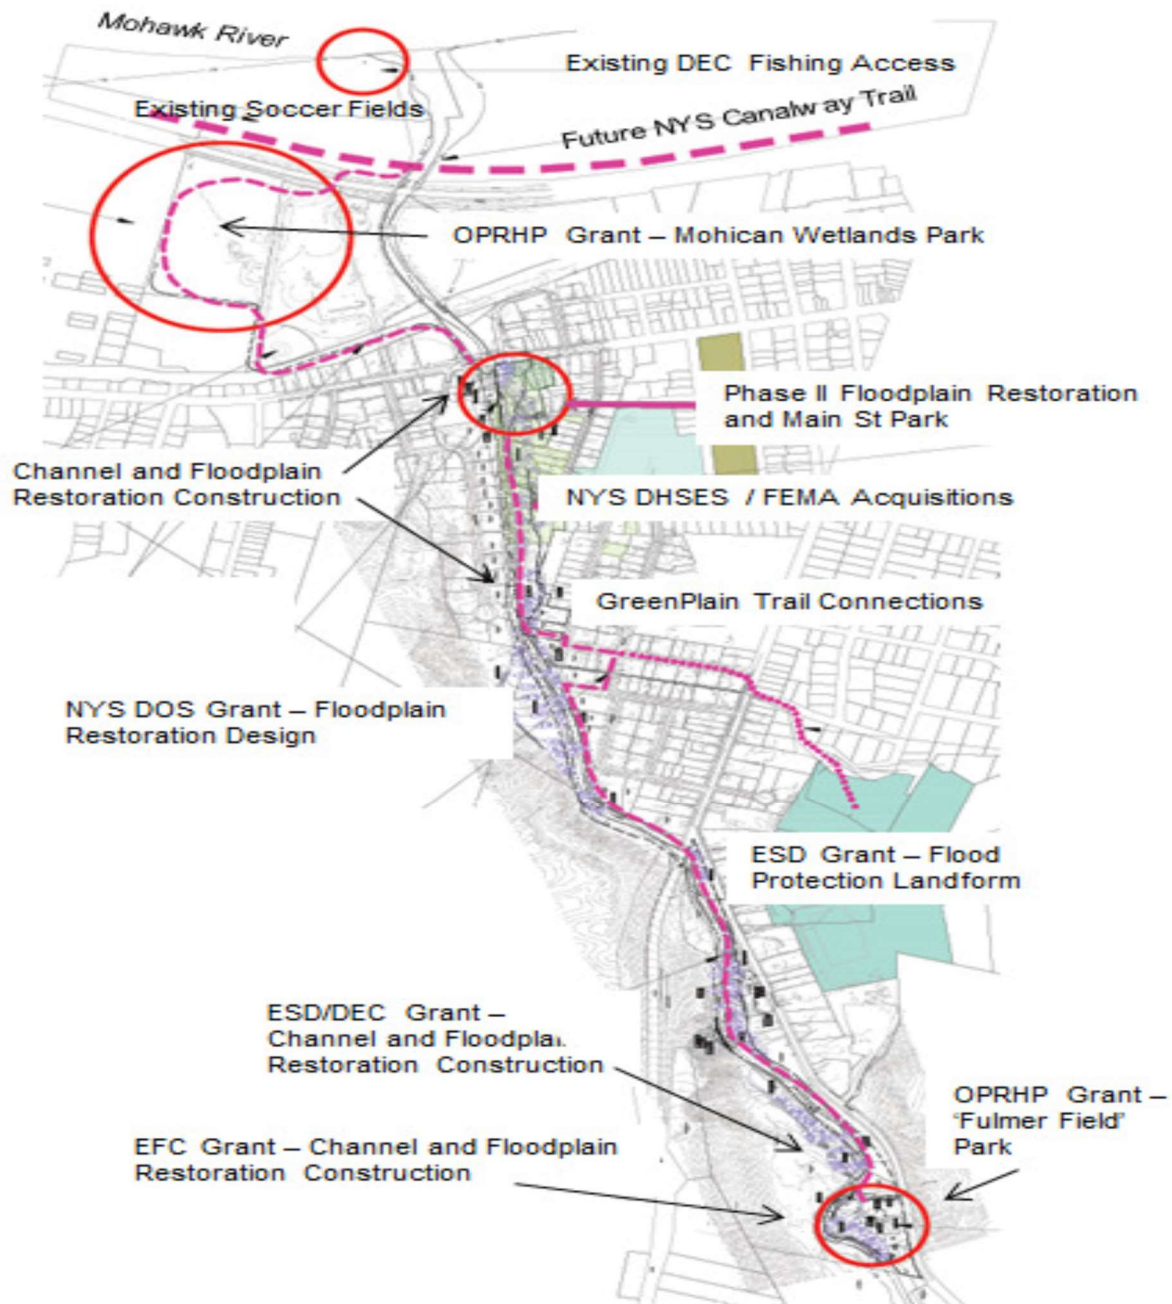 Mohawk River
Existing DEC Fishing Access
Existing Soccer Fields
Future NYS Canalway Trail
OPRHP Grant – Mohican Wetlands Park
Phase II Floodplain Restoration
and Main St Park
Channel and Floodplain
Restoration Construction
NYS DHSES / FEMA Acquisitions
GreenPlain Trail Connections
NYS DOS Grant – Floodplain
Restoration Design
ESD Grant – Flood
Protection Landform
ESD/DEC Grant –
Channel and Floodplai
Restoration Construction
OPRHP Grant –
‘Fulmer Field’
Park
EFC Grant – Channel and Floodplain
Restoration Construction